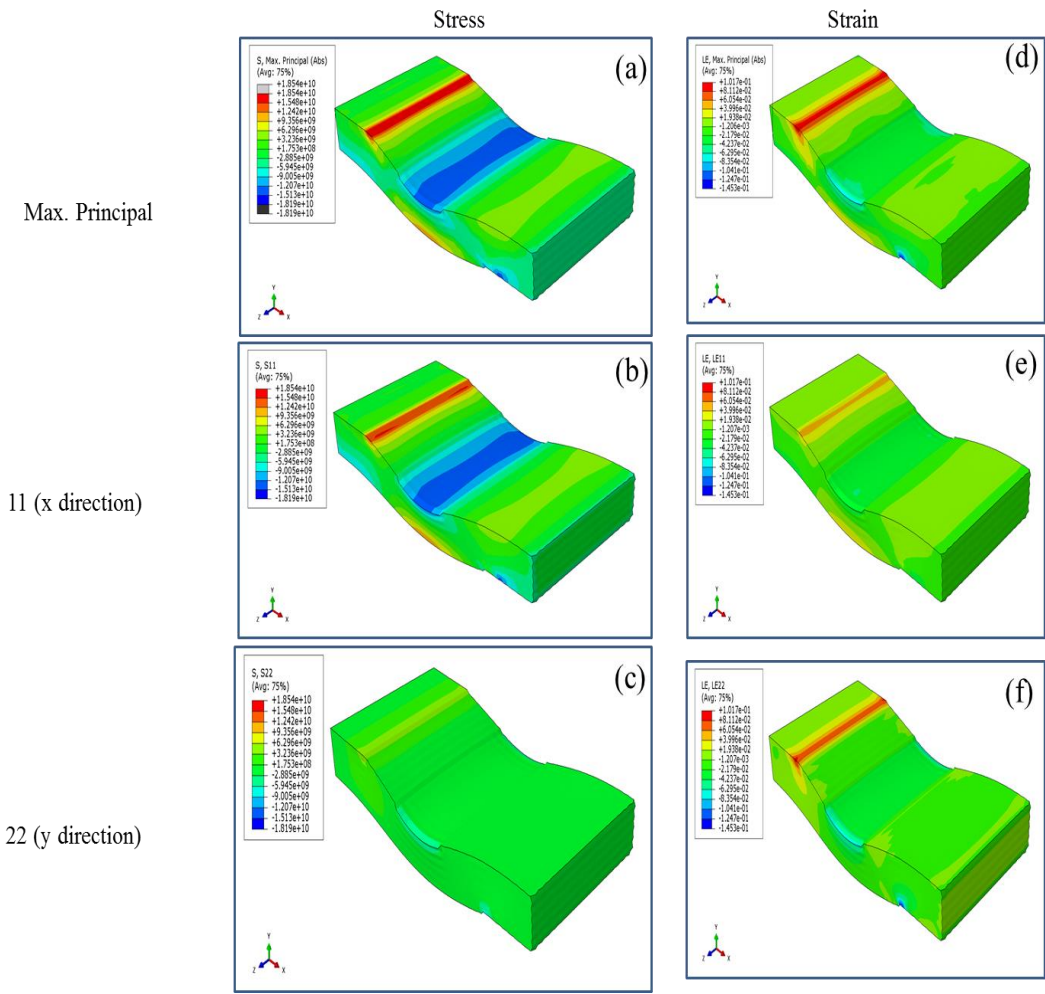 Stress
Strain
Max. Principal
(a)
S, Max. Principal (Abs)
(Avg: 75%)
+1.854e+10
+1.854e+10
+1.548e+10
+1.242e+10
+9.356e+09
+6.296e+09
+3.236e+09
+1.753e+08
-2.885e+09
-5.945e+09
-9.005e+09
-1.207e+10
-1.513e+10
-1.819e+10
-1.819e+10
Y
Z X
(d)
LE, Max. Principal (Abs)
(Avg: 75%)
+1.017e-01
+8.112e-02
+6.054e-02
+3.996e-02
+1.938e-02
-1.206e-03
-2.179e-02
-4.237e-02
-6.295e-02
-8.354e-02
-1.041e-01
-1.247e-01
-1.453e-01
Y
Z X
11 (x direction)
(b)
S, S11
(Avg: 75%)
+1.854e+10
+1.548e+10
+1.242e+10
+9.356e+09
+6.296e+09
+3.236e+09
+1.753e+08
-2.885e+09
-5.945e+09
-9.005e+09
-1.207e+10
-1.513e+10
-1.819e+10
Y
Z X
(e)
LE, LE11
(Avg: 75%)
+1.017e-01
+8.112e-02
+6.054e-02
+3.996e-02
+1.938e-02
-1.207e-03
-2.179e-02
-4.237e-02
-6.295e-02
-8.354e-02
-1.041e-01
-1.247e-01
-1.453e-01
Y
Z X
22 (y direction)
(c)
S, S22
(Avg: 75%)
+1.854e+10
+1.548e+10
+1.242e+10
+9.356e+09
+6.296e+09
+3.236e+09
+1.753e+08
-2.885e+09
-5.945e+09
-9.005e+09
-1.207e+10
-1.513e+10
-1.819e+10
Y
Z X
(f)
LE, LE22
(Avg: 75%)
+1.017e-01
+8.112e-02
+6.054e-02
+3.996e-02
+1.938e-02
-1.207e-03
-2.179e-02
-4.237e-02
-6.295e-02
-8.354e-02
-1.041e-01
-1.247e-01
-1.453e-01
Y
Z X